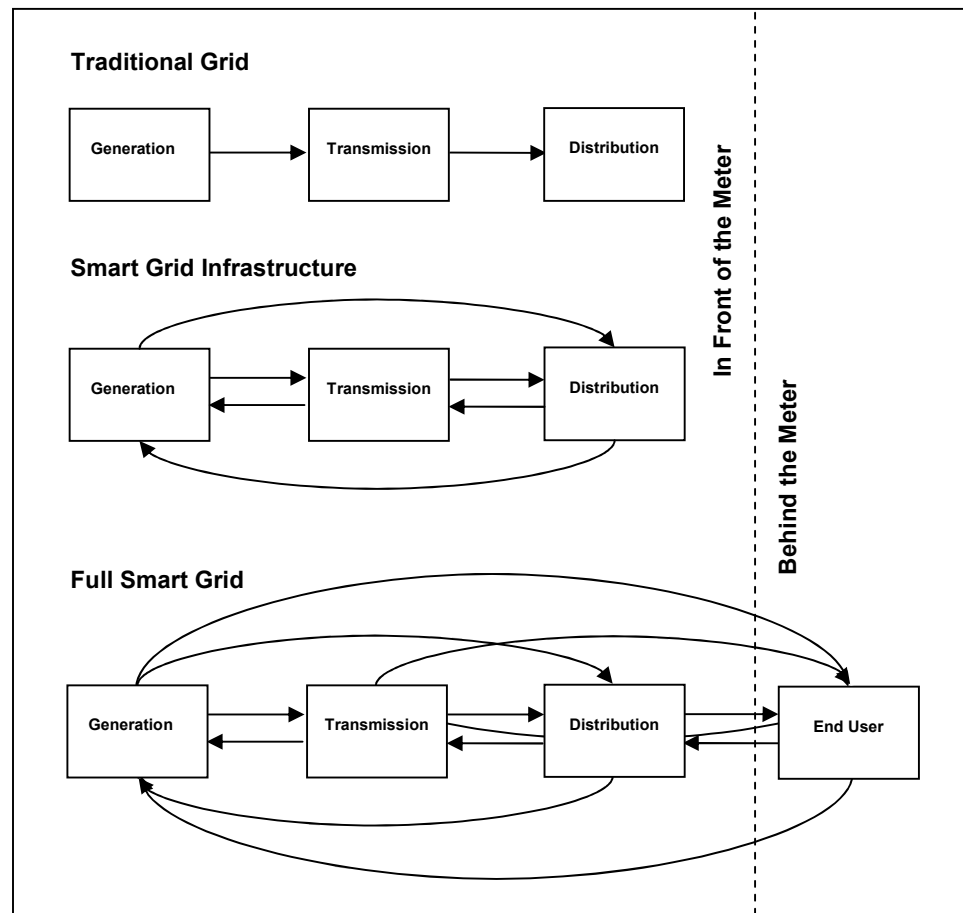 Traditional Grid
Generation
Transmission
Distribution
In Front of the Meter
Smart Grid Infrastructure
Generation
Transmission
Distribution
Behind the Meter
Full Smart Grid
Generation
Transmission
Distribution
End User